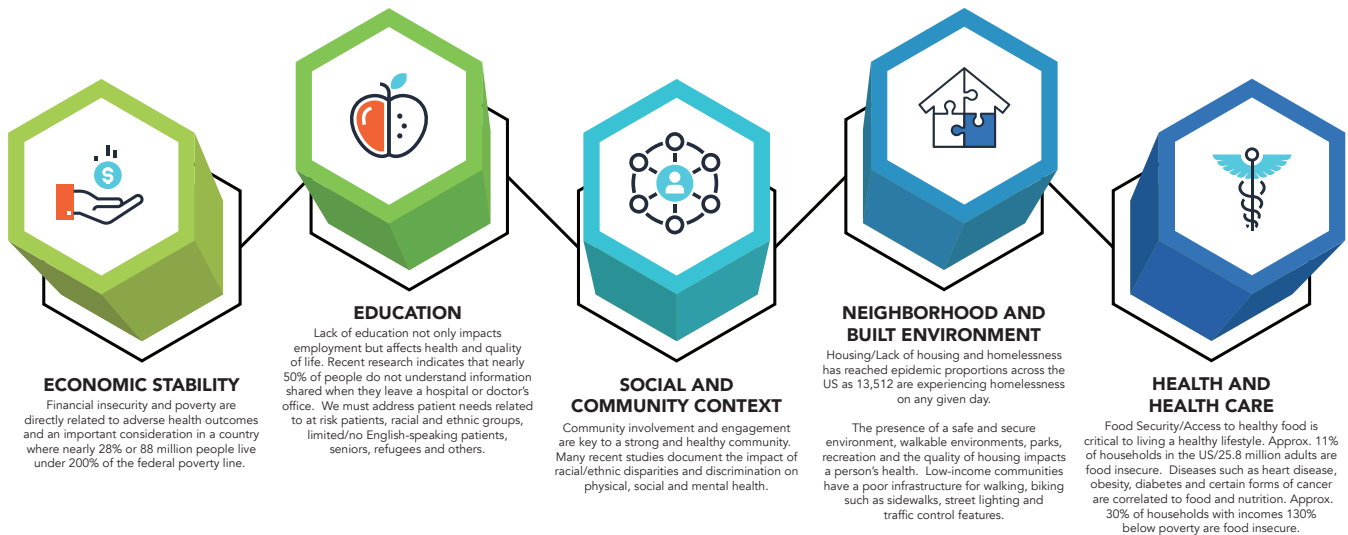 ECONOMIC STABILITY
Financial insecurity and poverty are
directly related to adverse health outcomes
and an important consideration in a country
where nearly 28% or 88 million people live
under 200% of the federal poverty line.
EDUCATION
Lack of education not only impacts
employment but affects health and quality
of life. Recent research indicates that nearly
50% of people do not understand information
shared when they leave a hospital or doctor's
office. We must address patient needs related
to at risk patients, racial and ethnic groups,
limited/no English-speaking patients,
seniors, refugees and others.
SOCIAL AND
COMMUNITY CONTEXT
Community involvement and engagement
are key to a strong and healthy community.
Many recent studies document the impact of
racial/ethnic disparities and discrimination on
physical, social and mental health.
NEIGHBORHOOD AND
BUILT ENVIRONMENT
Housing/Lack of housing and homelessness
has reached epidemic proportions across the
US as 13,512 are experiencing homelessness
on any given day.
The presence of a safe and secure
environment, walkable environments, parks,
recreation and the quality of housing impacts
a person's health. Low-income communities
have a poor infrastructure for walking, biking
such as sidewalks, street lighting and
traffic control features.
HEALTH AND
HEALTH CARE
Food Security/Access to healthy food is
critical to living a healthy lifestyle. Approx. 11%
of households in the US/25.8 million adults are
food insecure. Diseases such as heart disease,
obesity, diabetes and certain forms of cancer
are correlated to food and nutrition. Approx.
30% of households with incomes 130%
below poverty are food insecure.
$